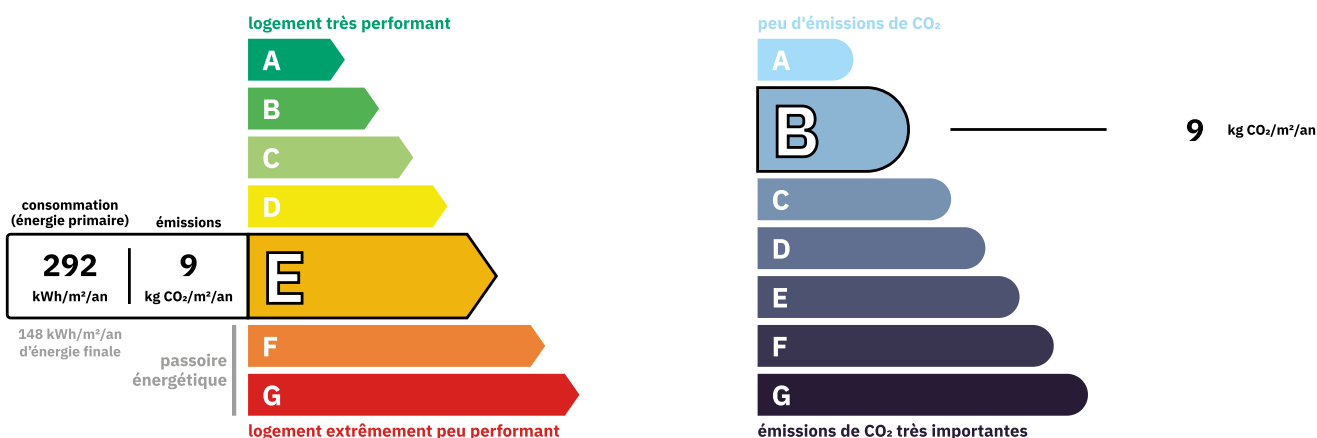 logement très performant
A
B
C
D
consommation
(énergie primaire)
émissions
292
kWh/m²/an
9
kg CO₂/m²/an
E
148 kWh/m²/an
d'énergie finale
passoire
énergétique
F
G
logement extrêmement peu performant
peu d'émissions de CO₂
A
B
9 kg CO₂/m²/an
C
D
E
F
G
émissions de CO₂ très importantes